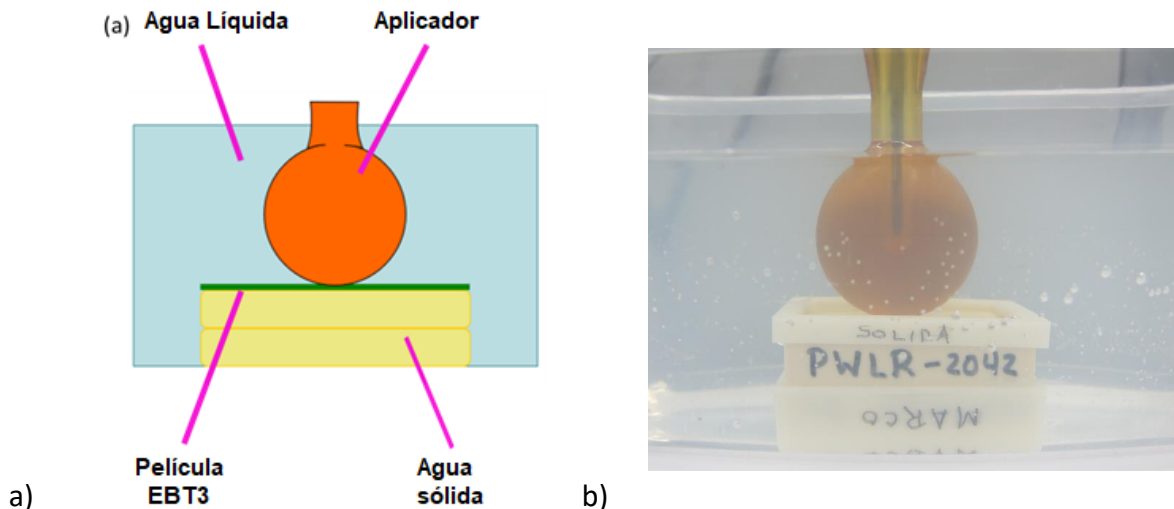 (a) Agua Líquida Aplicador
Película
EBT3
Agua
sólida
a)
b)
SOLIDA
PWLR-2042
MARCO